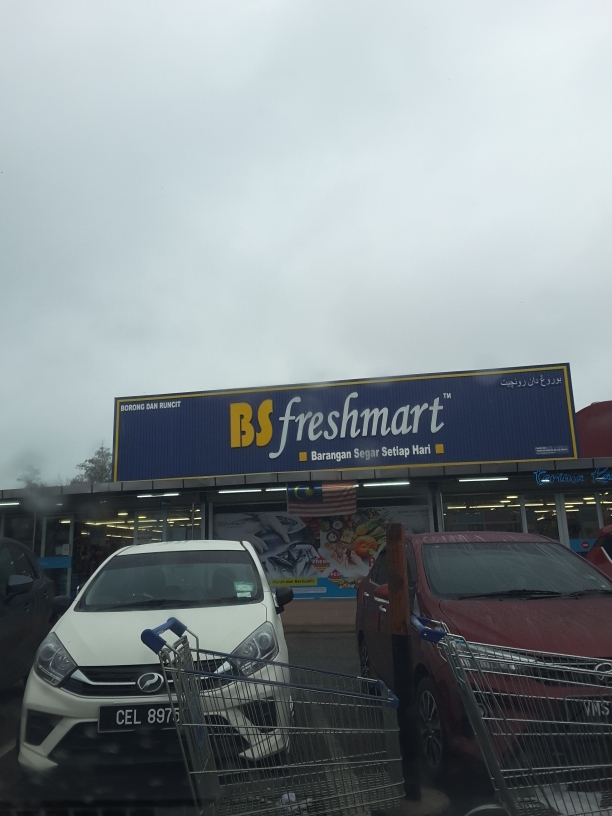 BORONG DAN RUNCIT
بوروڠ دان رونچيت
BS freshmart™
Barangan Segar Setiap Hari
CEL 8975